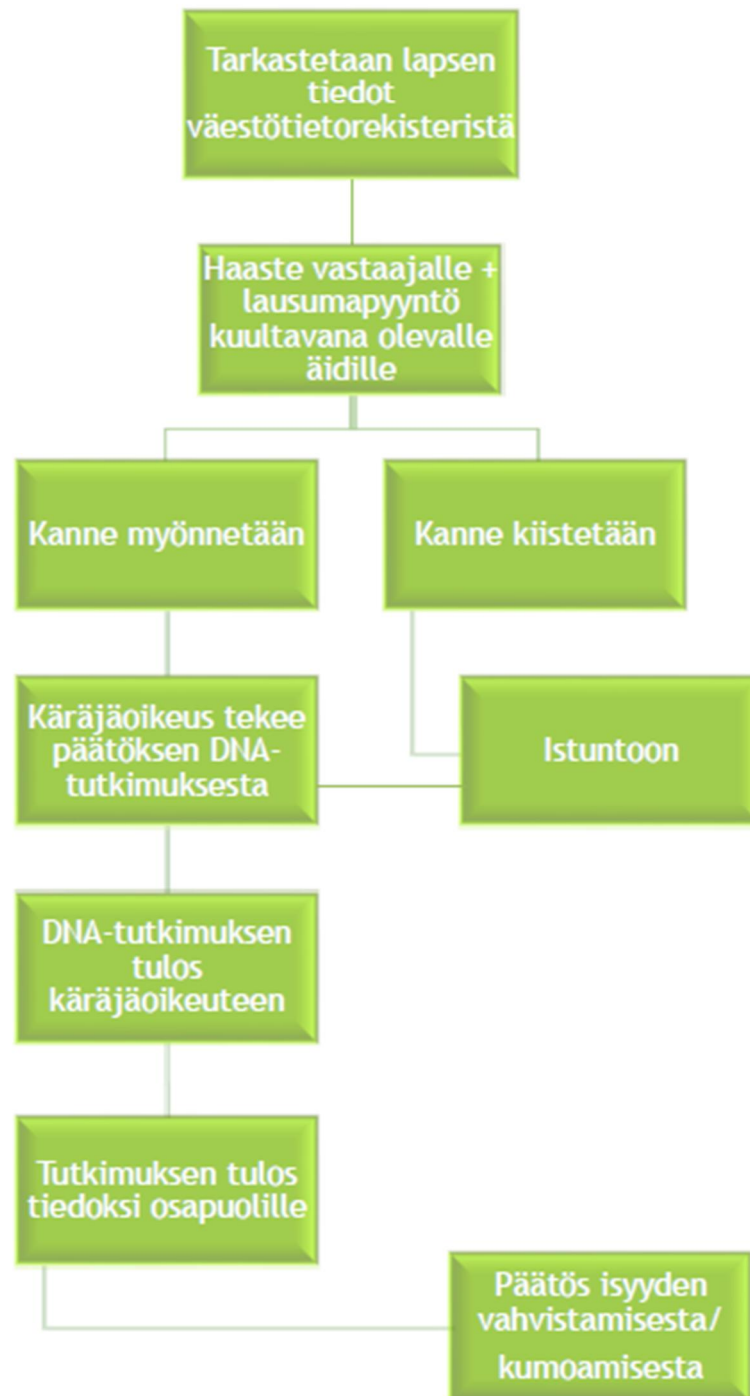 Tarkastetaan lapsen
tiedot
väestötietorekisteristä
Haaste vastaajalle +
lausumapyyntö
kuultavana olevalle
äidille
Kanne myönnetään
Kanne kiistetään
Käräjäoikeus tekee
päätöksen DNA-
tutkimuksesta
Istuntoon
DNA-tutkimuksen
tulos
käräjäoikeuteen
Tutkimuksen tulos
tiedoksi osapuolille
Päätös isyyden
vahvistamisesta/
kumoamisesta